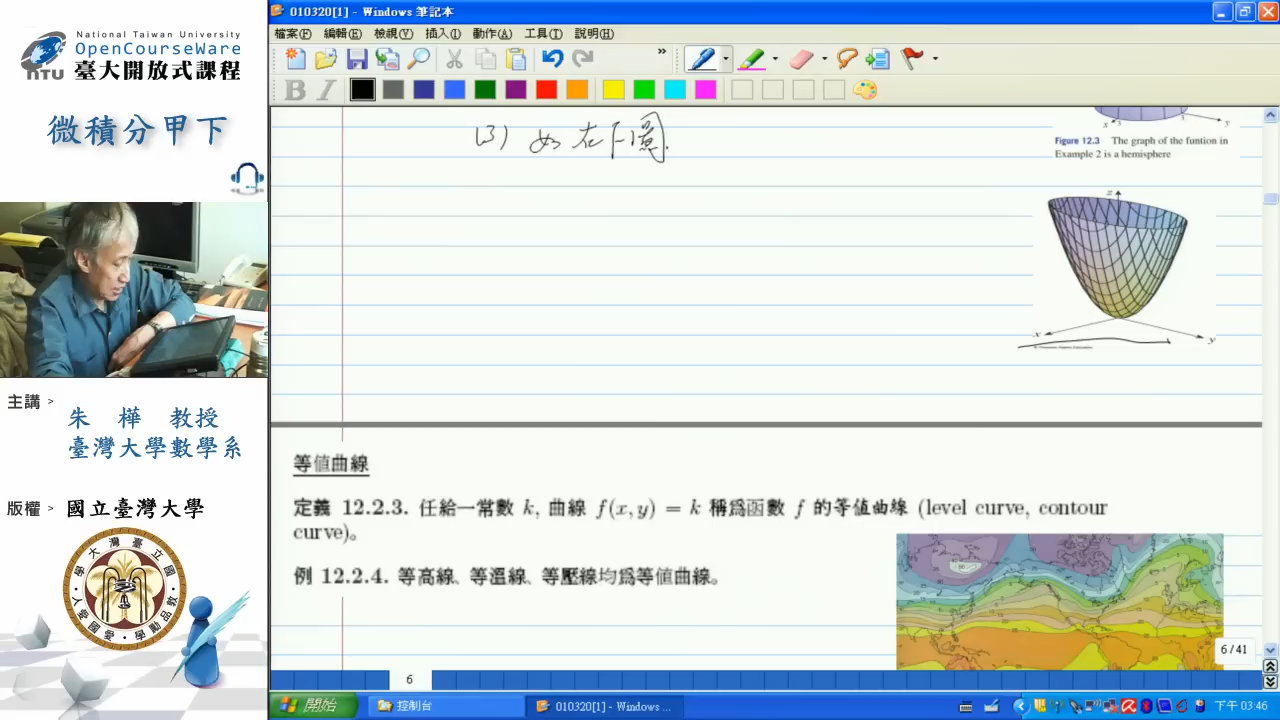 National Taiwan University
OpenCourseWare
臺大開放式課程
NTU
微積分甲下
主講 >
朱 樺 教授
臺灣大學數學系
版權 >
國立臺灣大學
010320[1] - Windows 筆記本
檔案(F) 編輯(E) 檢視(V) 插入(I) 動作(A) 工具(T) 說明(H)
»
B I
(3) 如右下圖.
x y
Figure 12.3 The graph of the funtion in
Example 2 is a hemisphere
z
x y
等值曲線
定義 12.2.3. 任給一常數 k, 曲線 f(x, y) = k 稱爲函數 f 的等值曲線 (level curve, contour
curve)。
例 12.2.4. 等高線、等溫線、等壓線均爲等值曲線。
6 / 41
6
開始
控制台
010320[1] - Windows ...
下午 03:46